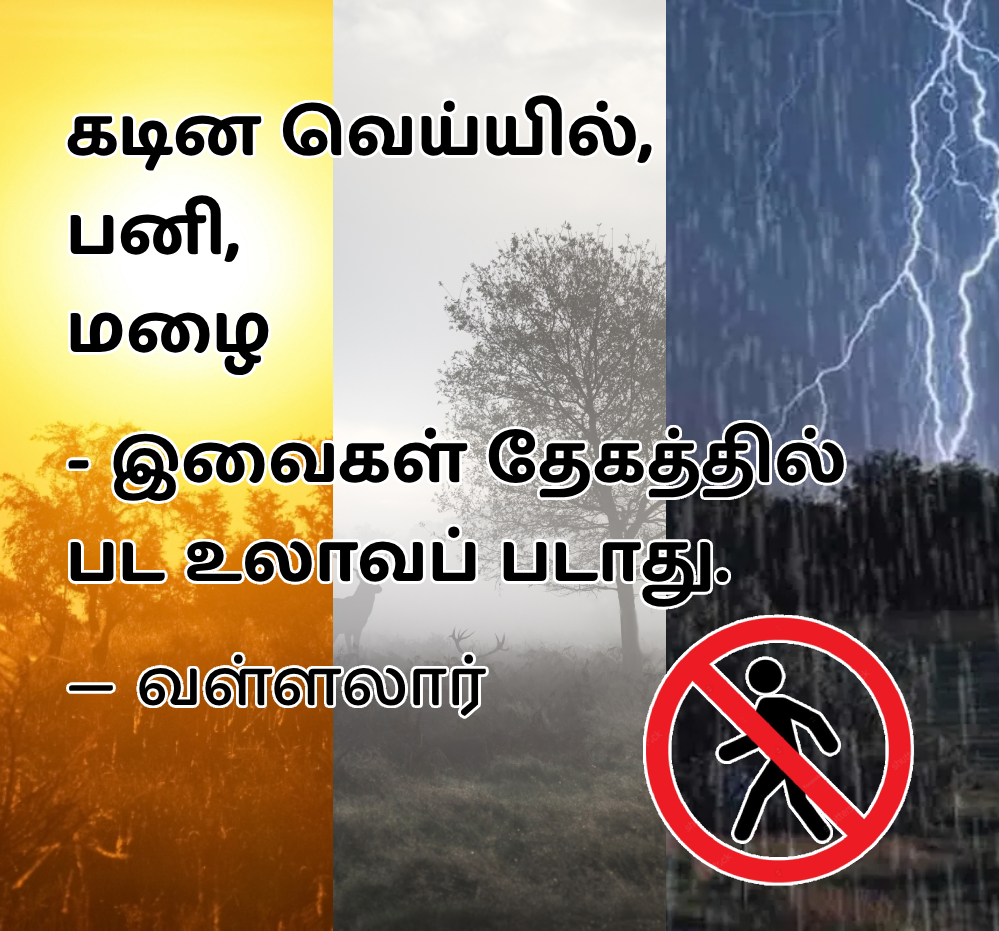 கடின வெய்யில்,
பனி,
மழை
- இவைகள் தேகத்தில்
பட உலாவப் படாது.
– வள்ளலார்